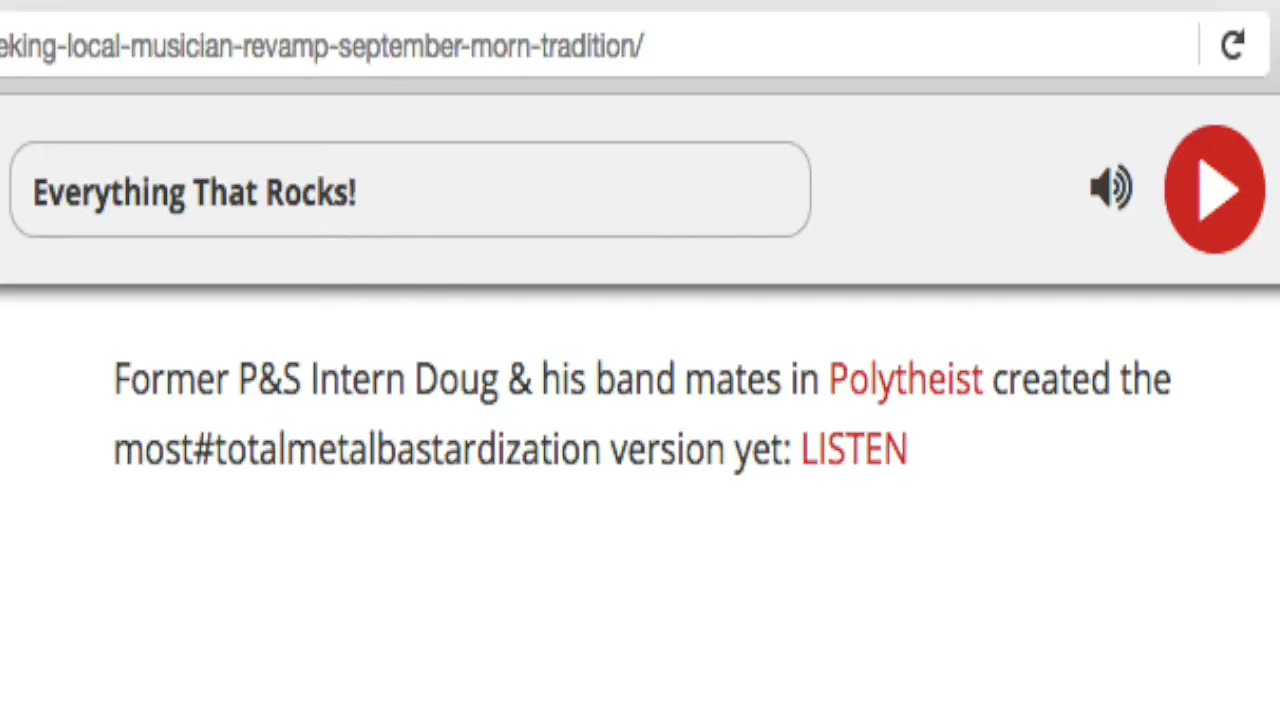 eking-local-musician-revamp-september-morn-tradition/
Everything That Rocks!
Former P&S Intern Doug & his band mates in Polytheist created the
most#totalmetalbastardization version yet: LISTEN